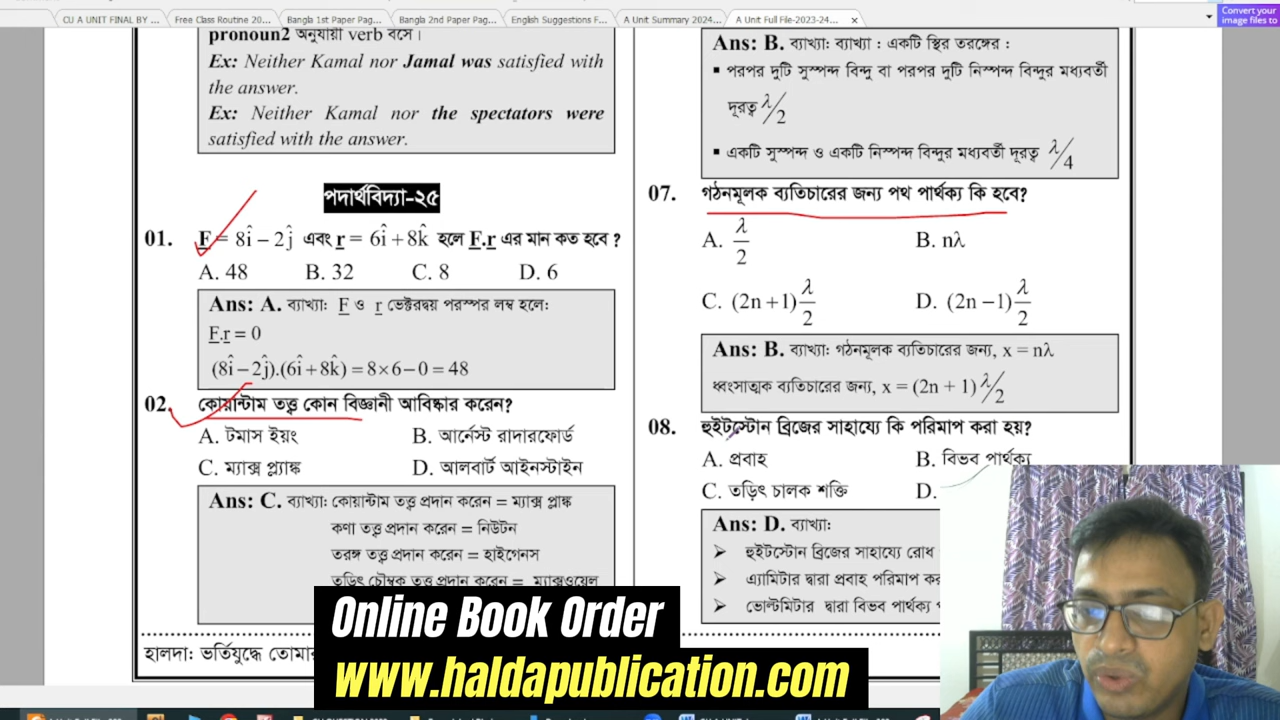 CU A UNIT FINAL BY ...
Free Class Routine 20...
Bangla 1st Paper Pag...
Bangla 2nd Paper Pag...
English Suggestions F...
A Unit Summary 2024...
A Unit Full File-2023-24...
Convert your
image files to
pronoun2 অনুযায়ী verb বসে।
Ex: Neither Kamal nor Jamal was satisfied with
the answer.
Ex: Neither Kamal nor the spectators were
satisfied with the answer.
পদার্থবিদ্যা-২৫
01. F = 8î − 2ĵ এবং r = 6î + 8k̂ হলে F.r এর মান কত হবে ?
A. 48 B. 32 C. 8 D. 6
Ans: A. ব্যাখ্যা: F ও r ভেক্টরদ্বয় পরস্পর লম্ব হলে:
F.r = 0
(8î − 2ĵ).(6î + 8k̂) = 8×6−0 = 48
02. কোয়ান্টাম তত্ত্ব কোন বিজ্ঞানী আবিষ্কার করেন?
A. টমাস ইয়ং B. আর্নেস্ট রাদারফোর্ড
C. ম্যাক্স প্ল্যাঙ্ক D. আলবার্ট আইনস্টাইন
Ans: C. ব্যাখ্যা: কোয়ান্টাম তত্ত্ব প্রদান করেন = ম্যাক্স প্লাঙ্ক
কণা তত্ত্ব প্রদান করেন = নিউটন
তরঙ্গ তত্ত্ব প্রদান করেন = হাইগেনস
তড়িৎ চৌম্বক তত্ত্ব প্রদান করেন = ম্যাক্সওয়েল
হালদা: ভর্তিযুদ্ধে
Ans: B. ব্যাখ্যা: ব্যাখ্যা : একটি স্থির তরঙ্গের :
▪ পরপর দুটি সুস্পন্দ বিন্দু বা পরপর দুটি নিস্পন্দ বিন্দুর মধ্যবর্তী
দূরত্ব λ/2
▪ একটি সুস্পন্দ ও একটি নিস্পন্দ বিন্দুর মধ্যবর্তী দূরত্ব λ/4
07. গঠনমূলক ব্যতিচারের জন্য পথ পার্থক্য কি হবে?
A. λ/2 B. nλ
C. (2n +1) λ/2 D. (2n −1) λ/2
Ans: B. ব্যাখ্যা: গঠনমূলক ব্যতিচারের জন্য, x = nλ
ধ্বংসাত্মক ব্যতিচারের জন্য, x = (2n + 1) λ/2
08. হুইটস্টোন ব্রিজের সাহায্যে কি পরিমাপ করা হয়?
A. প্রবাহ B. বিভব পার্থক্য
C. তড়িৎ চালক শক্তি D.
Ans: D. ব্যাখ্যা:
➢ হুইটস্টোন ব্রিজের সাহায্যে রোধ
➢ এ্যামিটার দ্বারা প্রবাহ পরিমাপ
➢ ভোল্টমিটার দ্বারা বিভব পার্থক্য
Online Book Order
www.haldapublication.com